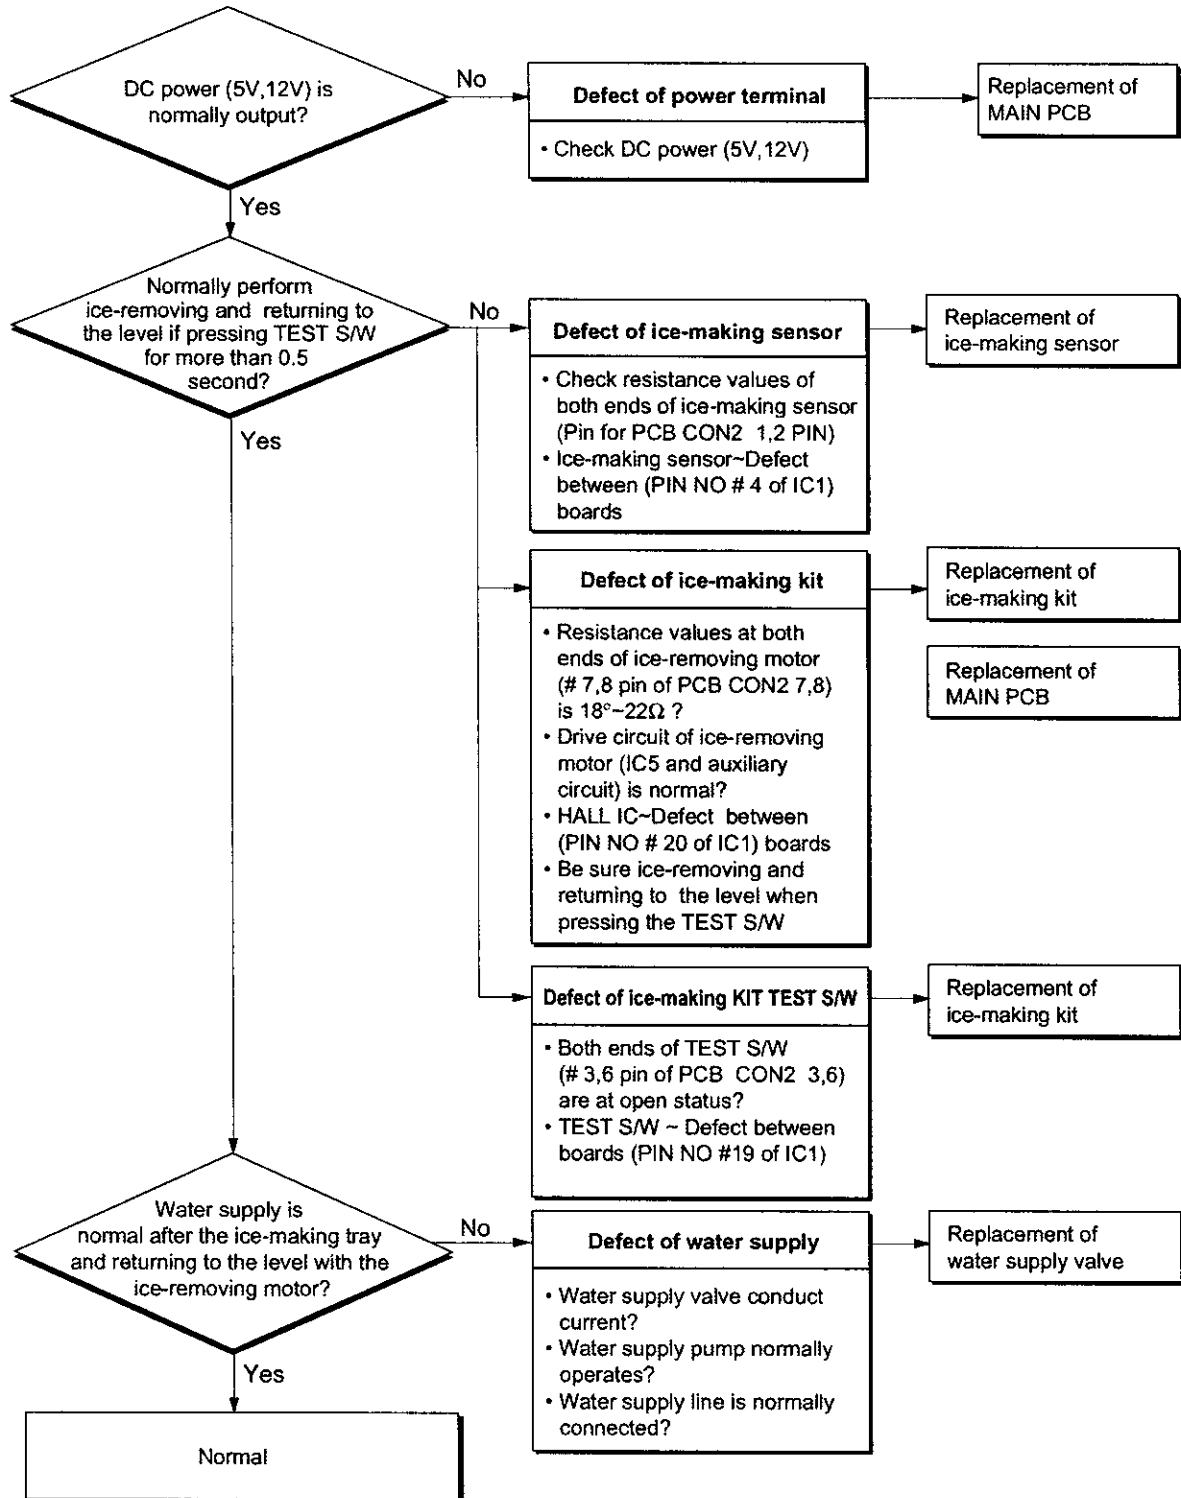 DC power (5V,12V) is
normally output?
No
Defect of power terminal
• Check DC power (5V,12V)
Replacement of
MAIN PCB
Yes
Normally perform
ice-removing and returning to
the level if pressing TEST S/W
for more than 0.5
second?
No
Defect of ice-making sensor
• Check resistance values of
both ends of ice-making sensor
(Pin for PCB CON2 1,2 PIN)
• Ice-making sensor~Defect
between (PIN NO # 4 of IC1)
boards
Replacement of
ice-making sensor
Yes
Defect of ice-making kit
• Resistance values at both
ends of ice-removing motor
(# 7,8 pin of PCB CON2 7,8)
is 18°~22Ω ?
• Drive circuit of ice-removing
motor (IC5 and auxiliary
circuit) is normal?
• HALL IC~Defect between
(PIN NO # 20 of IC1) boards
• Be sure ice-removing and
returning to the level when
pressing the TEST S/W
Replacement of
ice-making kit
Replacement of
MAIN PCB
Defect of ice-making KIT TEST S/W
• Both ends of TEST S/W
(# 3,6 pin of PCB CON2 3,6)
are at open status?
• TEST S/W ~ Defect between
boards (PIN NO #19 of IC1)
Replacement of
ice-making kit
Water supply is
normal after the ice-making tray
and returning to the level with the
ice-removing motor?
No
Defect of water supply
• Water supply valve conduct
current?
• Water supply pump normally
operates?
• Water supply line is normally
connected?
Replacement of
water supply valve
Yes
Normal